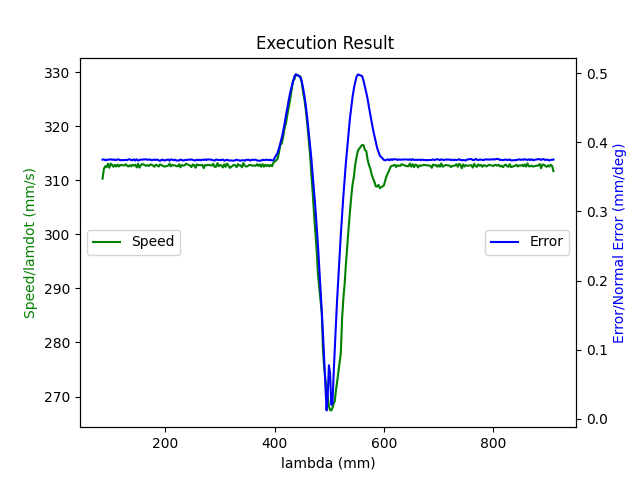 Execution Result
330
320
310
300
290
280
270
Speed/lamdot (mm/s)
Speed
Error
0.5
0.4
0.3
0.2
0.1
0.0
Error/Normal Error (mm/deg)
200
400
600
800
lambda (mm)